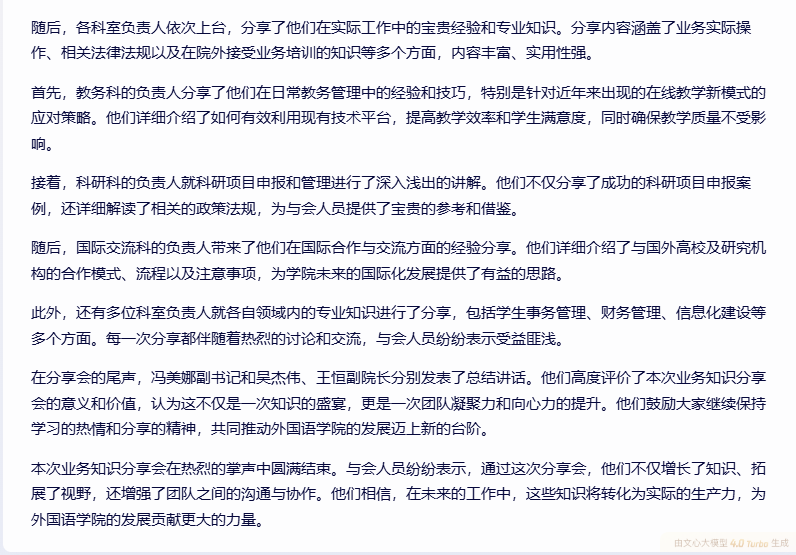 随后，各科室负责人依次上台，分享了他们在实际工作中的宝贵经验和专业知识。分享内容涵盖了业务实际操
作、相关法律法规以及在院外接受业务培训的知识等多个方面，内容丰富、实用性强。
首先，教务科的负责人分享了他们在日常教务管理中的经验和技巧，特别是针对近年来出现的在线教学新模式的
应对策略。他们详细介绍了如何有效利用现有技术平台，提高教学效率和学生满意度，同时确保教学质量不受影
响。
接着，科研科的负责人就科研项目申报和管理进行了深入浅出的讲解。他们不仅分享了成功的科研项目申报案
例，还详细解读了相关的政策法规，为与会人员提供了宝贵的参考和借鉴。
随后，国际交流科的负责人带来了他们在国际合作与交流方面的经验分享。他们详细介绍了与国外高校及研究机
构的合作模式、流程以及注意事项，为学院未来的国际化发展提供了有益的思路。
此外，还有多位科室负责人就各自领域内的专业知识进行了分享，包括学生事务管理、财务管理、信息化建设等
多个方面。每一次分享都伴随着热烈的讨论和交流，与会人员纷纷表示受益匪浅。
在分享会的尾声，冯美娜副书记和吴杰伟、王恒副院长分别发表了总结讲话。他们高度评价了本次业务知识分享
会的意义和价值，认为这不仅是一次知识的盛宴，更是一次团队凝聚力和向心力的提升。他们鼓励大家继续保持
学习的热情和分享的精神，共同推动外国语学院的发展迈上新的台阶。
本次业务知识分享会在热烈的掌声中圆满结束。与会人员纷纷表示，通过这次分享会，他们不仅增长了知识、拓
展了视野，还增强了团队之间的沟通与协作。他们相信，在未来的工作中，这些知识将转化为实际的生产力，为
外国语学院的发展贡献更大的力量。
由文心大模型 4.0 Turbo 生成